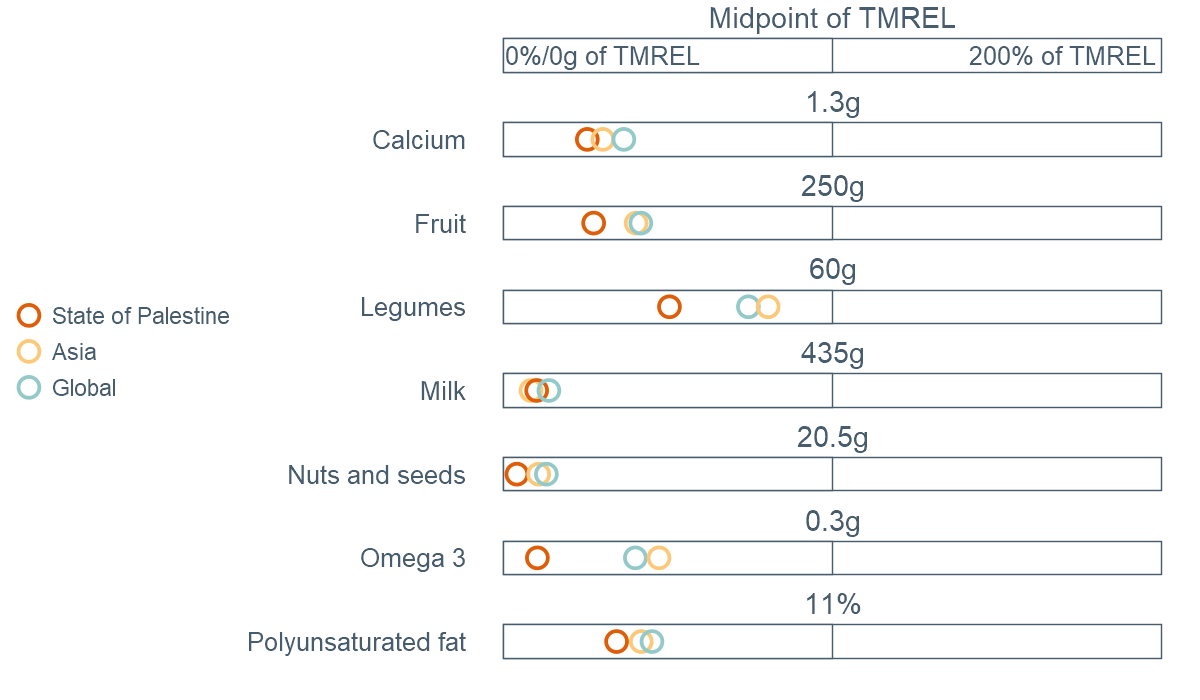 Midpoint of TMREL
0%/0g of TMREL
200% of TMREL
1.3g
Calcium
250g
Fruit
60g
Legumes
435g
Milk
20.5g
Nuts and seeds
0.3g
Omega 3
11%
Polyunsaturated fat
State of Palestine
Asia
Global